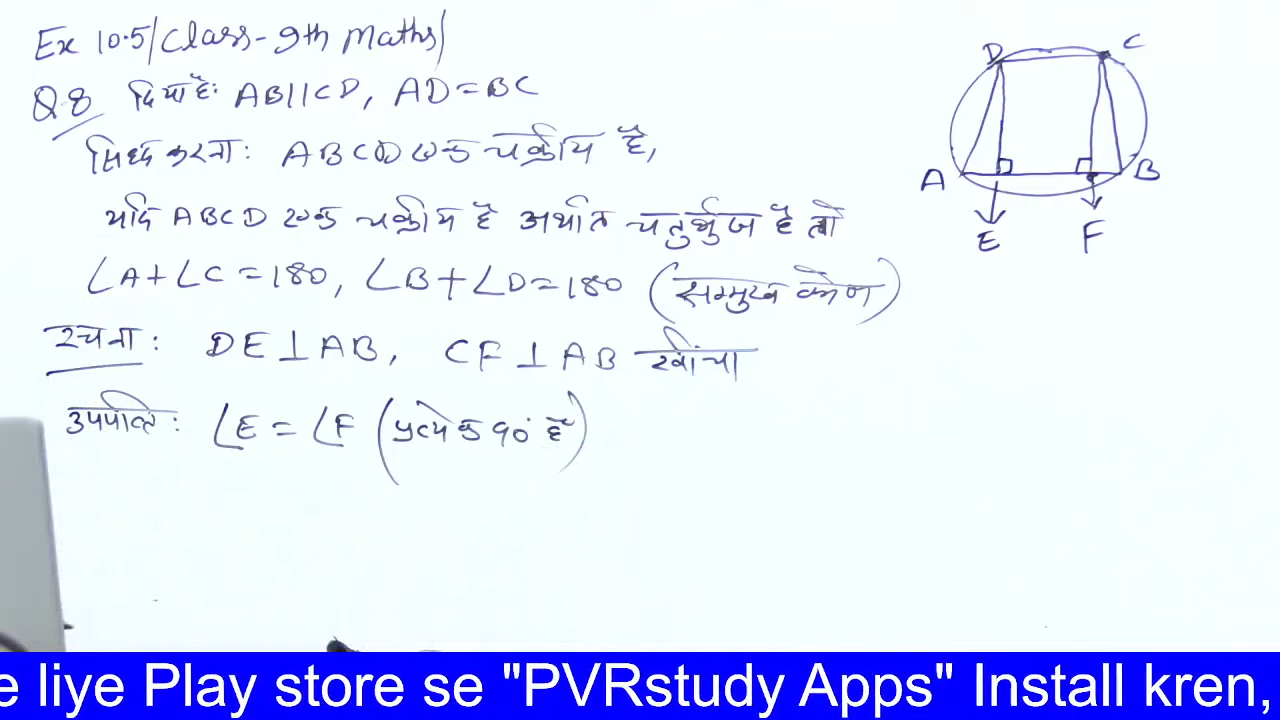 Ex 10.5/Class-9th Maths/
Q.8 दिया है: AB||CD, AD=BC
सिद्ध करना: ABCD एक चक्रीय है,
यदि ABCD एक चक्रीय है अर्थात चतुर्भुज है तो
∠A+∠C=180, ∠B+∠D=180 (सम्मुख कोण)
रचना: DE⊥AB, CF⊥AB खींचा
उपपत्ति: ∠E=∠F (प्रत्येक 90° है)
D C
A B
E F
e liye Play store se "PVRstudy Apps" Install kren,